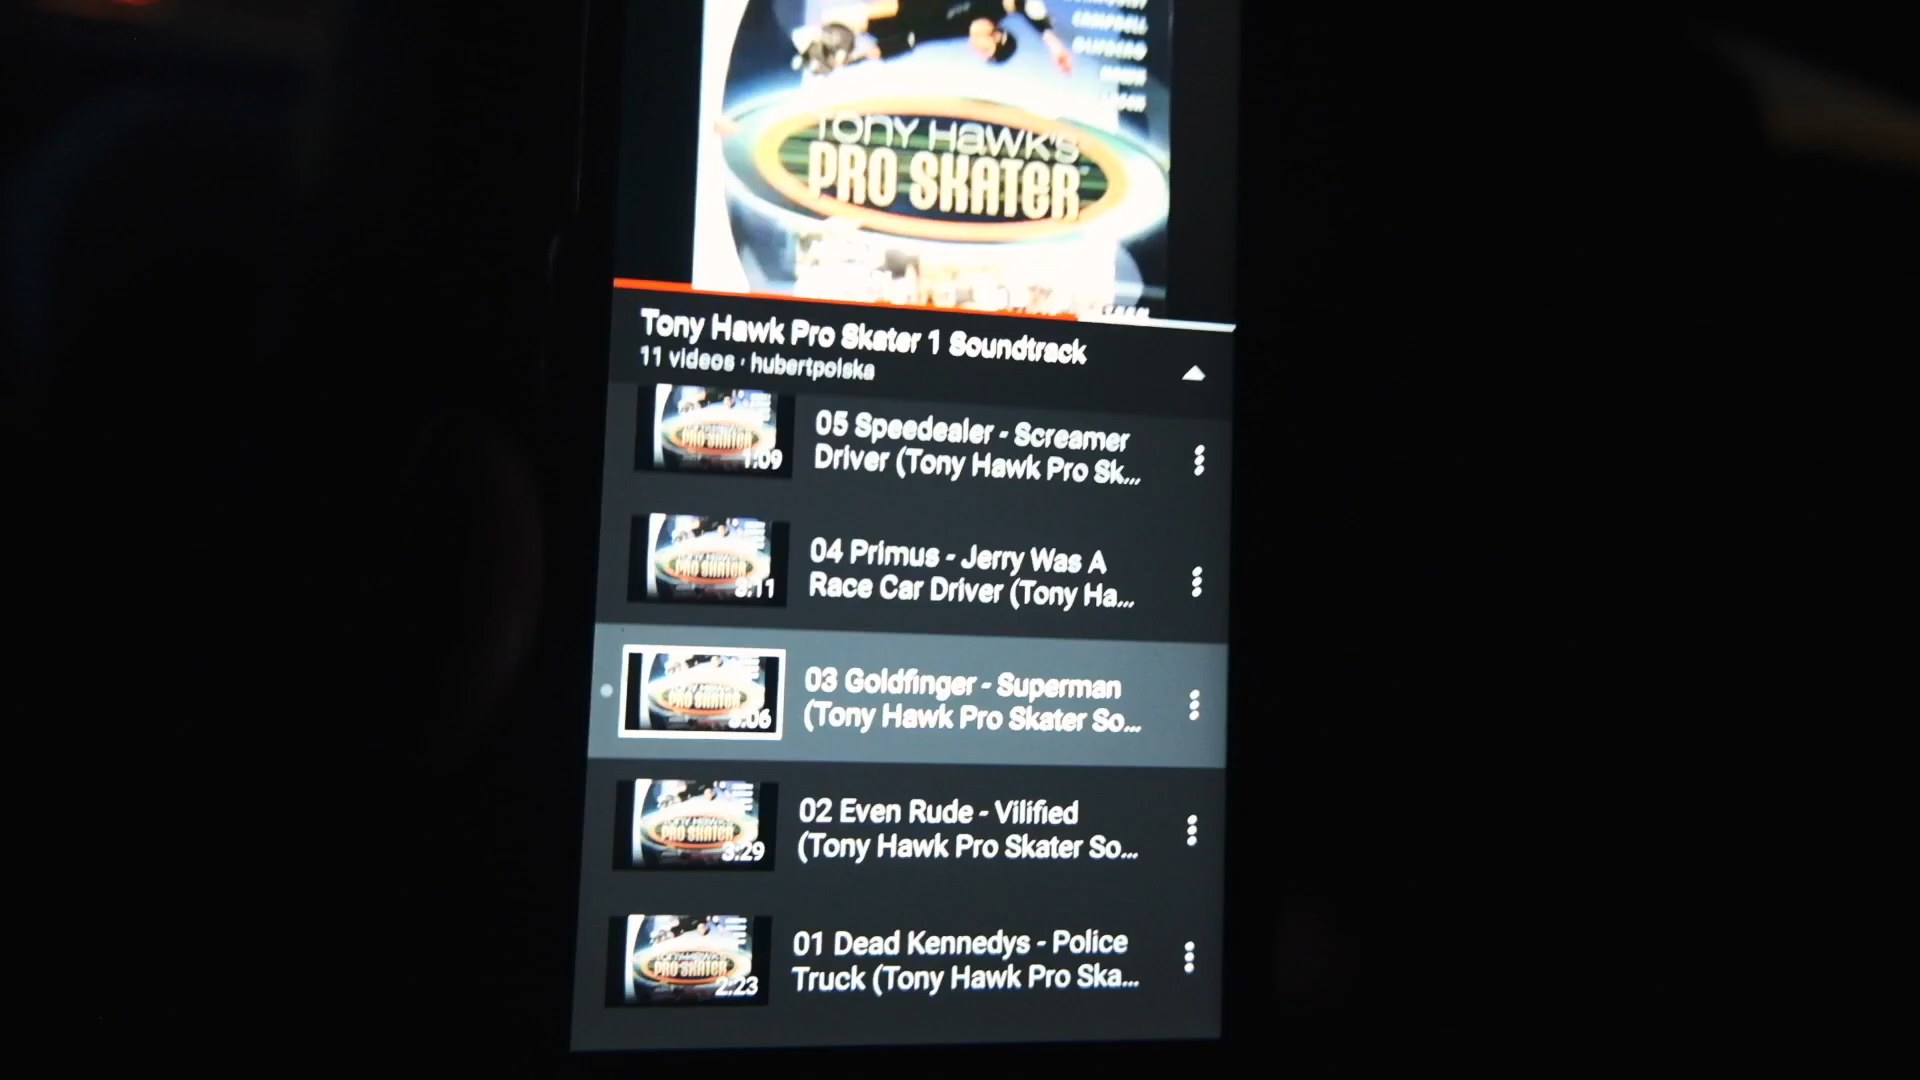 CAMPBELL
TONY HAWK'S
PRO SKATER
Tony Hawk Pro Skater 1 Soundtrack
11 videos · hubertpolska
05 Speedealer - Screamer
Driver (Tony Hawk Pro Sk...
1:09
04 Primus - Jerry Was A
Race Car Driver (Tony Ha...
3:11
03 Goldfinger - Superman
(Tony Hawk Pro Skater So...
3:06
02 Even Rude - Vilified
(Tony Hawk Pro Skater So...
3:29
01 Dead Kennedys - Police
Truck (Tony Hawk Pro Ska...
2:23